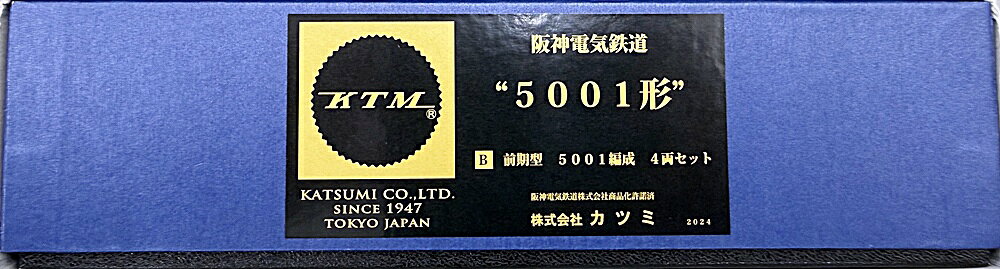 KTM®
KATSUMI CO.,LTD.
SINCE 1947
TOKYO JAPAN
阪神電気鉄道
“５００１形”
B 前期型 ５００１編成 ４両セット
阪神電気鉄道株式会社商品化許諾済
株式会社 カツミ 2024